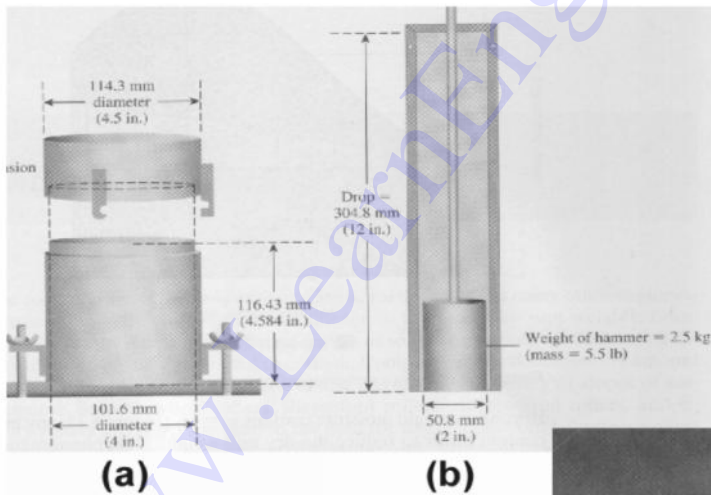 114.3 mm
diameter
(4.5 in.)
Drop =
304.8 mm
(12 in.)
116.43 mm
(4.584 in.)
Weight of hammer = 2.5 kg
(mass = 5.5 lb)
101.6 mm
diameter
(4 in.)
50.8 mm
(2 in.)
(a)
(b)